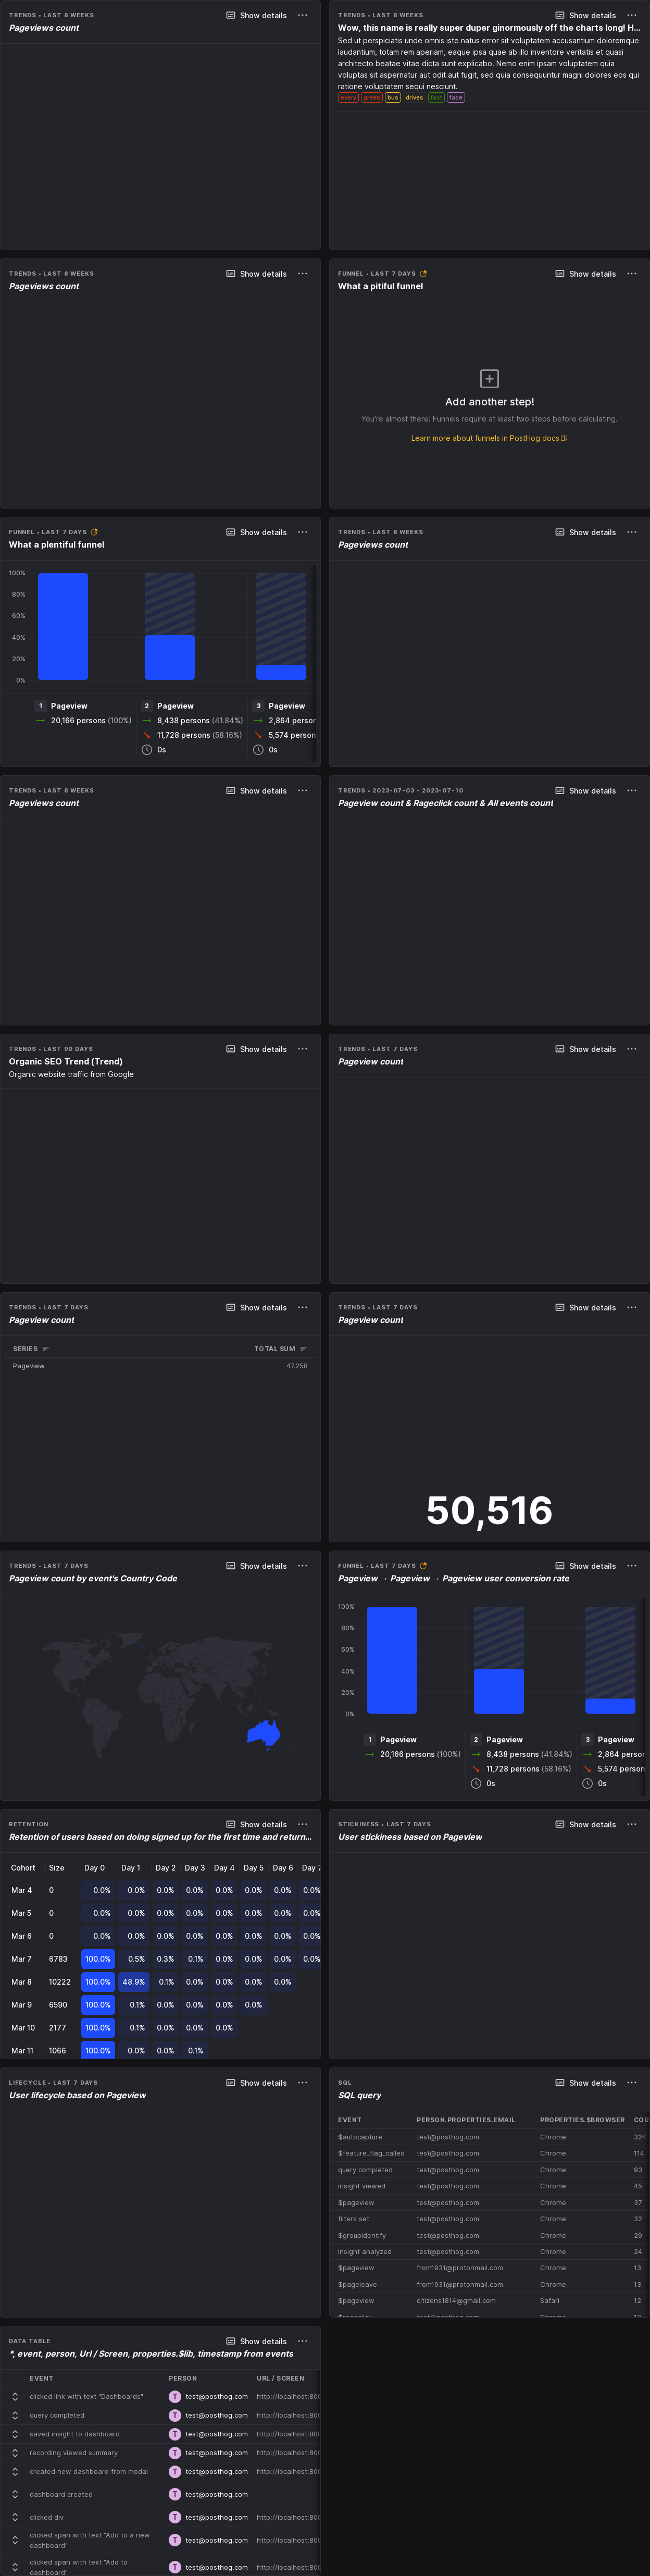 TRENDS • LAST 8 WEEKS
Show details
Pageviews count
TRENDS • LAST 8 WEEKS
Show details
Wow, this name is really super duper ginormously off the charts long! H...
Sed ut perspiciatis unde omnis iste natus error sit voluptatem accusantium doloremque
laudantium, totam rem aperiam, eaque ipsa quae ab illo inventore veritatis et quasi
architecto beatae vitae dicta sunt explicabo. Nemo enim ipsam voluptatem quia
voluptas sit aspernatur aut odit aut fugit, sed quia consequuntur magni dolores eos qui
ratione voluptatem sequi nesciunt.
every green bus drives fast face
TRENDS • LAST 8 WEEKS
Show details
Pageviews count
FUNNEL • LAST 7 DAYS
Show details
What a pitiful funnel
Add another step!
You're almost there! Funnels require at least two steps before calculating.
Learn more about funnels in PostHog docs
FUNNEL • LAST 7 DAYS
Show details
What a plentiful funnel
100%
80%
60%
40%
20%
0%
1 Pageview
2 Pageview
3 Pageview
20,166 persons (100%)
8,438 persons (41.84%)
2,864 person
11,728 persons (58.16%)
5,574 person
0s
0s
TRENDS • LAST 8 WEEKS
Show details
Pageviews count
TRENDS • LAST 8 WEEKS
Show details
Pageviews count
TRENDS • 2023-07-03 - 2023-07-10
Show details
Pageview count & Rageclick count & All events count
TRENDS • LAST 90 DAYS
Show details
Organic SEO Trend (Trend)
Organic website traffic from Google
TRENDS • LAST 7 DAYS
Show details
Pageview count
TRENDS • LAST 7 DAYS
Show details
Pageview count
SERIES TOTAL SUM
Pageview 47,258
TRENDS • LAST 7 DAYS
Show details
Pageview count
50,516
TRENDS • LAST 7 DAYS
Show details
Pageview count by event's Country Code
FUNNEL • LAST 7 DAYS
Show details
Pageview → Pageview → Pageview user conversion rate
100%
80%
60%
40%
20%
0%
1 Pageview
2 Pageview
3 Pageview
20,166 persons (100%)
8,438 persons (41.84%)
2,864 person
11,728 persons (58.16%)
5,574 person
0s
0s
RETENTION
Show details
Retention of users based on doing signed up for the first time and return...
Cohort Size Day 0 Day 1 Day 2 Day 3 Day 4 Day 5 Day 6 Day 7
Mar 4 0 0.0% 0.0% 0.0% 0.0% 0.0% 0.0% 0.0% 0.0%
Mar 5 0 0.0% 0.0% 0.0% 0.0% 0.0% 0.0% 0.0% 0.0%
Mar 6 0 0.0% 0.0% 0.0% 0.0% 0.0% 0.0% 0.0% 0.0%
Mar 7 6783 100.0% 0.5% 0.3% 0.1% 0.0% 0.0% 0.0% 0.0%
Mar 8 10222 100.0% 48.9% 0.1% 0.0% 0.0% 0.0% 0.0%
Mar 9 6590 100.0% 0.1% 0.0% 0.0% 0.0% 0.0%
Mar 10 2177 100.0% 0.1% 0.0% 0.0% 0.0%
Mar 11 1066 100.0% 0.0% 0.0% 0.1%
STICKINESS • LAST 7 DAYS
Show details
User stickiness based on Pageview
LIFECYCLE • LAST 7 DAYS
Show details
User lifecycle based on Pageview
SQL
Show details
SQL query
EVENT PERSON.PROPERTIES.EMAIL PROPERTIES.$BROWSER COU
$autocapture test@posthog.com Chrome 324
$feature_flag_called test@posthog.com Chrome 114
query completed test@posthog.com Chrome 93
insight viewed test@posthog.com Chrome 45
$pageview test@posthog.com Chrome 37
filters set test@posthog.com Chrome 32
$groupidentify test@posthog.com Chrome 29
insight analyzed test@posthog.com Chrome 24
$pageview from1931@protonmail.com Chrome 13
$pageleave from1931@protonmail.com Chrome 13
$pageview citizens1814@gmail.com Safari 12
DATA TABLE
Show details
*, event, person, Url / Screen, properties.$lib, timestamp from events
EVENT PERSON URL / SCREEN
clicked link with text "Dashboards" T test@posthog.com http://localhost:800
query completed T test@posthog.com http://localhost:800
saved insight to dashboard T test@posthog.com http://localhost:800
recording viewed summary T test@posthog.com http://localhost:800
created new dashboard from modal T test@posthog.com http://localhost:800
dashboard created T test@posthog.com —
clicked div T test@posthog.com http://localhost:800
clicked span with text "Add to a new
dashboard" T test@posthog.com http://localhost:800
clicked span with text "Add to
dashboard" T test@posthog.com http://localhost:800